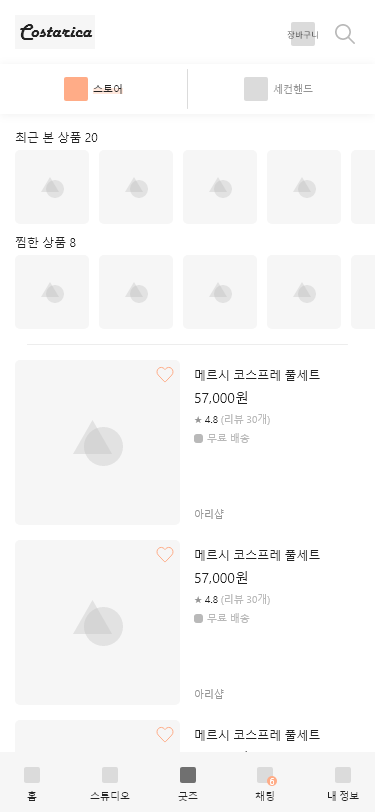 Costarica
장바구니
스토어
세컨핸드
최근 본 상품 20
찜한 상품 8
메르시 코스프레 풀세트
57,000원
★ 4.8 (리뷰 30개)
무료 배송
아리샵
메르시 코스프레 풀세트
57,000원
★ 4.8 (리뷰 30개)
무료 배송
아리샵
메르시 코스프레 풀세트
홈
스튜디오
굿즈
6
채팅
내 정보